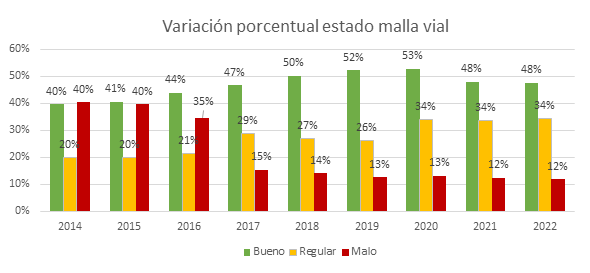 Variación porcentual estado malla vial
60%
50%
40%
30%
20%
10%
0%
40% 20% 40%
41% 20% 40%
44% 21% 35%
47% 29% 15%
50% 27% 14%
52% 26% 13%
53% 34% 13%
48% 34% 12%
48% 34% 12%
2014 2015 2016 2017 2018 2019 2020 2021 2022
Bueno Regular Malo